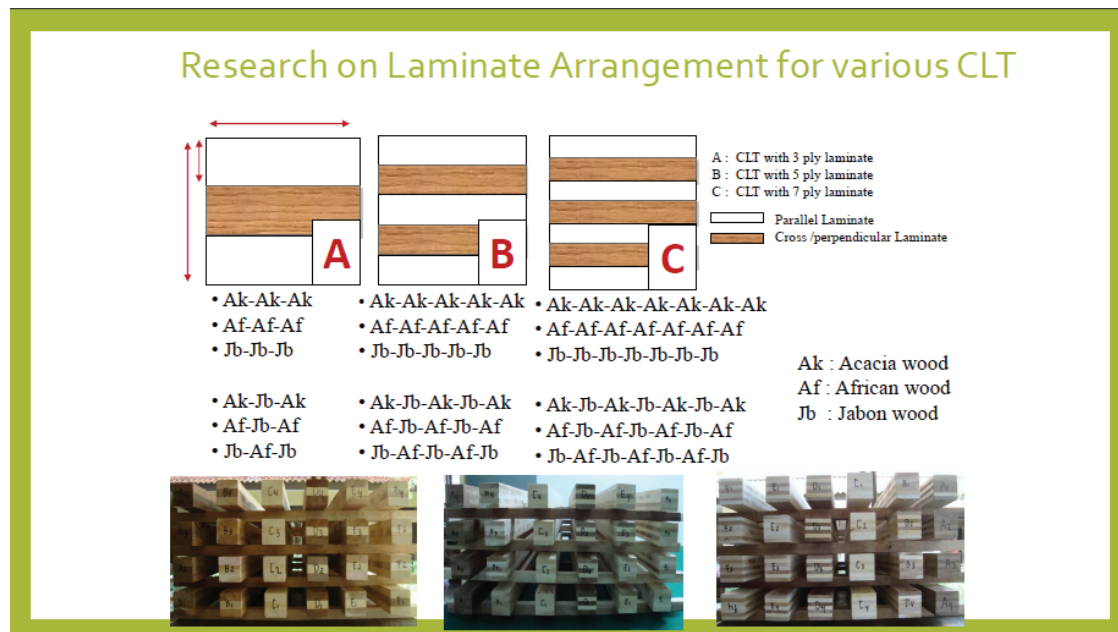 Research on Laminate Arrangement for various CLT
A : CLT with 3 ply laminate
B : CLT with 5 ply laminate
C : CLT with 7 ply laminate
Parallel Laminate
Cross /perpendicular Laminate
A
B
C
• Ak-Ak-Ak
• Af-Af-Af
• Jb-Jb-Jb
• Ak-Jb-Ak
• Af-Jb-Af
• Jb-Af-Jb
• Ak-Ak-Ak-Ak-Ak
• Af-Af-Af-Af-Af
• Jb-Jb-Jb-Jb-Jb
• Ak-Jb-Ak-Jb-Ak
• Af-Jb-Af-Jb-Af
• Jb-Af-Jb-Af-Jb
• Ak-Ak-Ak-Ak-Ak-Ak-Ak
• Af-Af-Af-Af-Af-Af-Af
• Jb-Jb-Jb-Jb-Jb-Jb-Jb
• Ak-Jb-Ak-Jb-Ak-Jb-Ak
• Af-Jb-Af-Jb-Af-Jb-Af
• Jb-Af-Jb-Af-Jb-Af-Jb
Ak : Acacia wood
Af : African wood
Jb : Jabon wood